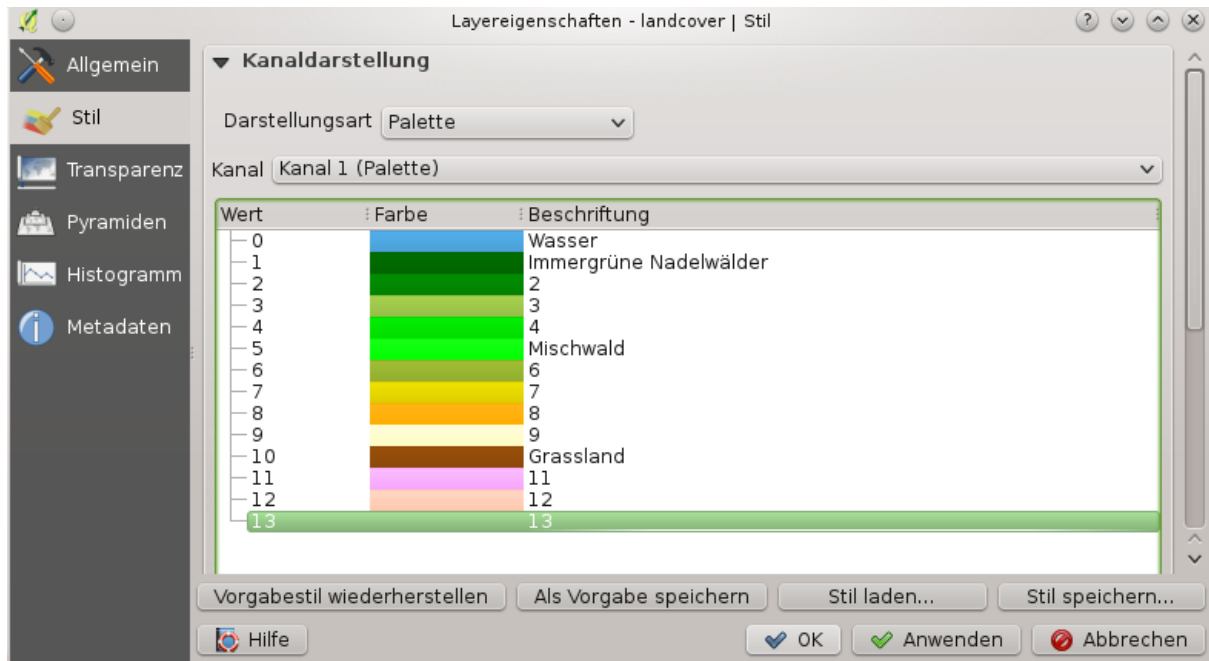 Layereigenschaften - landcover | Stil
Allgemein
Stil
Transparenz
Pyramiden
Histogramm
Metadaten
Kanaldarstellung
Darstellungsart Palette
Kanal Kanal 1 (Palette)
Wert Farbe Beschriftung
0 Wasser
1 Immergrüne Nadelwälder
2 2
3 3
4 4
5 Mischwald
6 6
7 7
8 8
9 9
10 Grassland
11 11
12 12
13 13
Vorgabestil wiederherstellen Als Vorgabe speichern Stil laden... Stil speichern...
Hilfe OK Anwenden Abbrechen